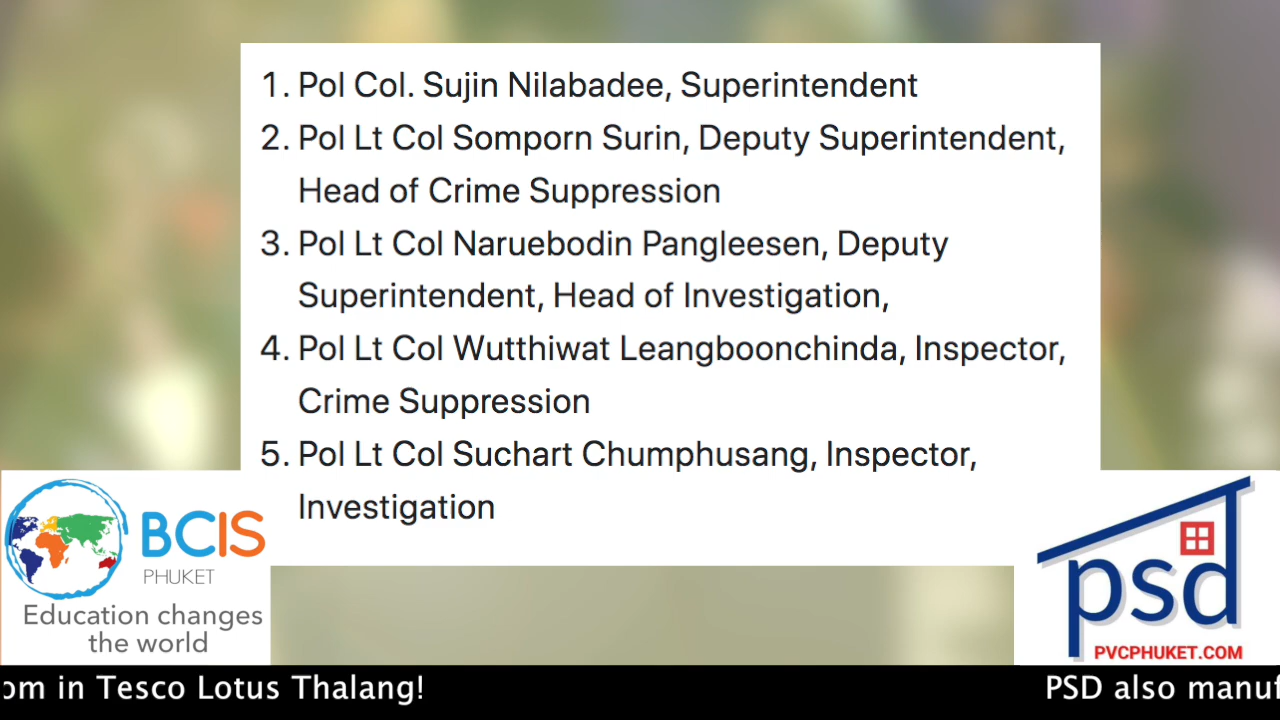 1. Pol Col. Sujin Nilabadee, Superintendent
2. Pol Lt Col Somporn Surin, Deputy Superintendent,
Head of Crime Suppression
3. Pol Lt Col Naruebodin Pangleesen, Deputy
Superintendent, Head of Investigation,
4. Pol Lt Col Wutthiwat Leangboonchinda, Inspector,
Crime Suppression
5. Pol Lt Col Suchart Chumphusang, Inspector,
Investigation
BCIS
PHUKET
Education changes
the world
psd
PVCPHUKET.COM
om in Tesco Lotus Thalang!
PSD also manuf